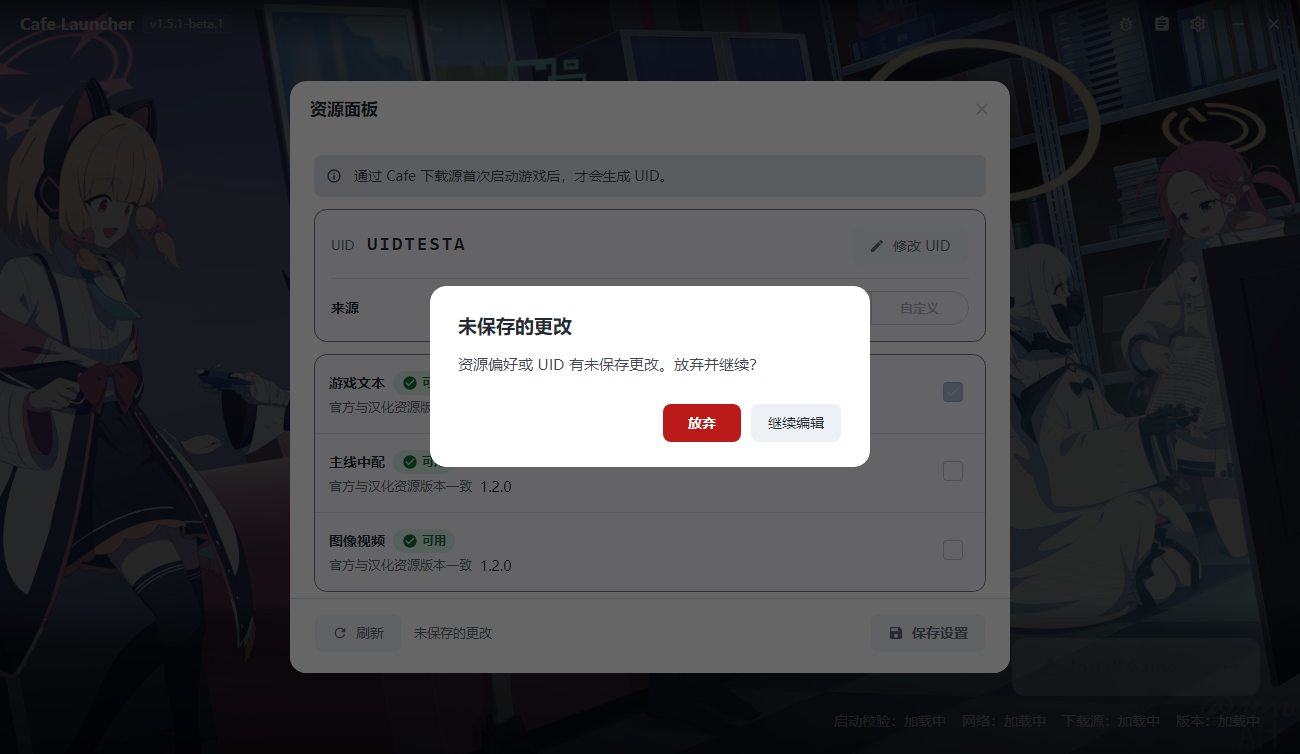 Cafe Launcher v1.5.1-beta.1
资源面板
通过 Cafe 下载源首次启动游戏后，才会生成 UID。
UID UIDTESTA
修改 UID
来源
自定义
未保存的更改
资源偏好或 UID 有未保存更改。放弃并继续？
放弃
继续编辑
游戏文本
官方与汉化资源版
主线中配
官方与汉化资源版本一致 1.2.0
图像视频 可用
官方与汉化资源版本一致 1.2.0
刷新
未保存的更改
保存设置
启动校验：加载中 网络：加载中 下载源：加载中 版本：加载中